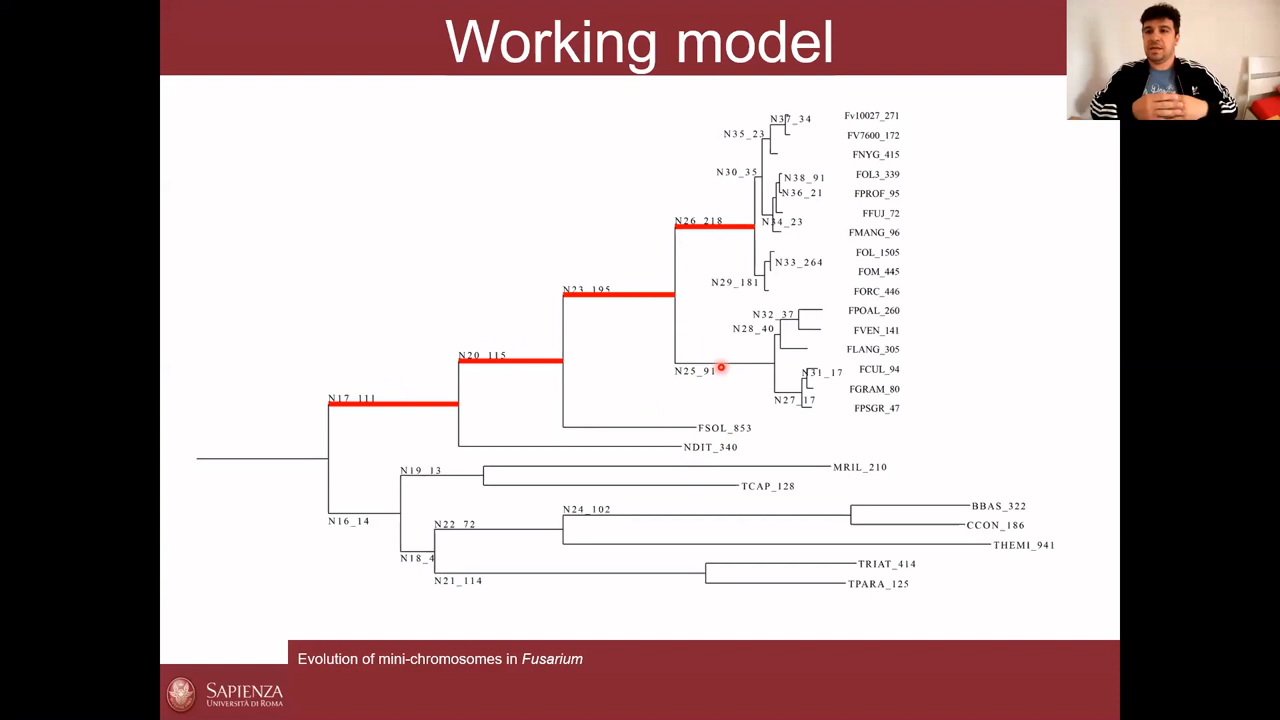 Working model
N37_34
Fv10027_271
N35_23
FV7600_172
FNYG_415
N30_35
N38_91
FOL3_339
N36_21
FPROF_95
FFUJ_72
N26_218
N34_23
FMANG_96
FOL_1505
N33_264
FOM_445
N29_181
N23_195
FORC_446
N32_37
FPOAL_260
N28_40
FVEN_141
FLANG_305
N20_115
N25_91
N31_17
FCUL_94
FGRAM_80
N17_111
N27_17
FPSGR_47
FSOL_853
NDIT_340
N19_13
MRIL_210
TCAP_128
N24_102
BBAS_322
N16_14
N22_72
CCON_186
THEMI_941
N18_4
TRIAT_414
N21_114
TPARA_125
Evolution of mini-chromosomes in Fusarium
SAPIENZA
UNIVERSITÀ DI ROMA